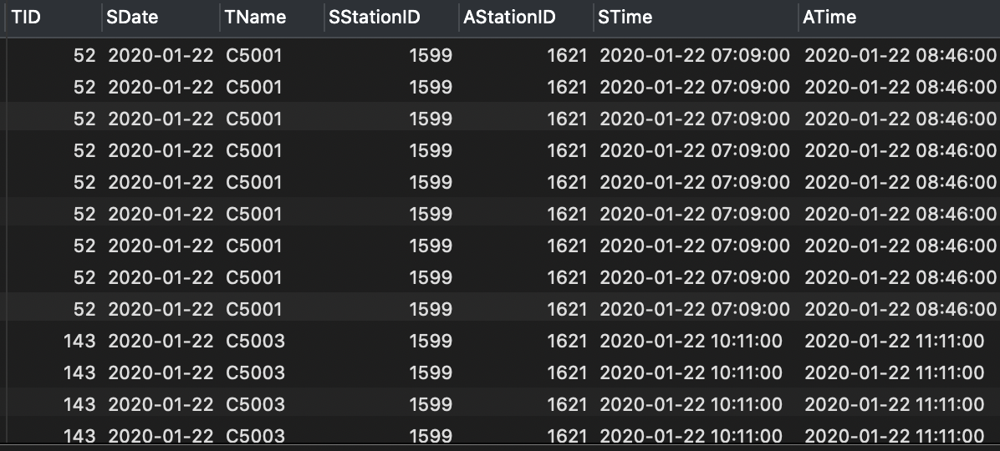 TID SDate TName SStationID AStationID STime ATime
52 2020-01-22 C5001 1599 1621 2020-01-22 07:09:00 2020-01-22 08:46:00
52 2020-01-22 C5001 1599 1621 2020-01-22 07:09:00 2020-01-22 08:46:00
52 2020-01-22 C5001 1599 1621 2020-01-22 07:09:00 2020-01-22 08:46:00
52 2020-01-22 C5001 1599 1621 2020-01-22 07:09:00 2020-01-22 08:46:00
52 2020-01-22 C5001 1599 1621 2020-01-22 07:09:00 2020-01-22 08:46:00
52 2020-01-22 C5001 1599 1621 2020-01-22 07:09:00 2020-01-22 08:46:00
52 2020-01-22 C5001 1599 1621 2020-01-22 07:09:00 2020-01-22 08:46:00
52 2020-01-22 C5001 1599 1621 2020-01-22 07:09:00 2020-01-22 08:46:00
52 2020-01-22 C5001 1599 1621 2020-01-22 07:09:00 2020-01-22 08:46:00
143 2020-01-22 C5003 1599 1621 2020-01-22 10:11:00 2020-01-22 11:11:00
143 2020-01-22 C5003 1599 1621 2020-01-22 10:11:00 2020-01-22 11:11:00
143 2020-01-22 C5003 1599 1621 2020-01-22 10:11:00 2020-01-22 11:11:00
143 2020-01-22 C5003 1599 1621 2020-01-22 10:11:00 2020-01-22 11:11:00